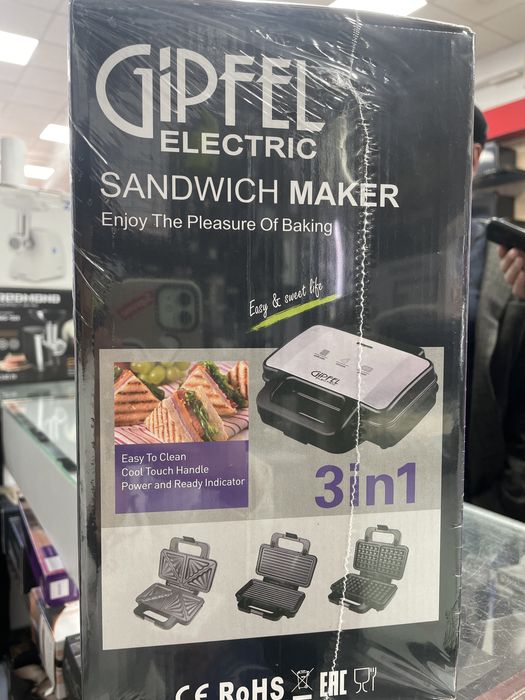 GIPFEL
ELECTRIC
SANDWICH MAKER
Enjoy The Pleasure Of Baking
Easy & sweet life
GIPFEL
Easy To Clean
Cool Touch Handle
Power and Ready Indicator
3in1
CE RoHS EAC